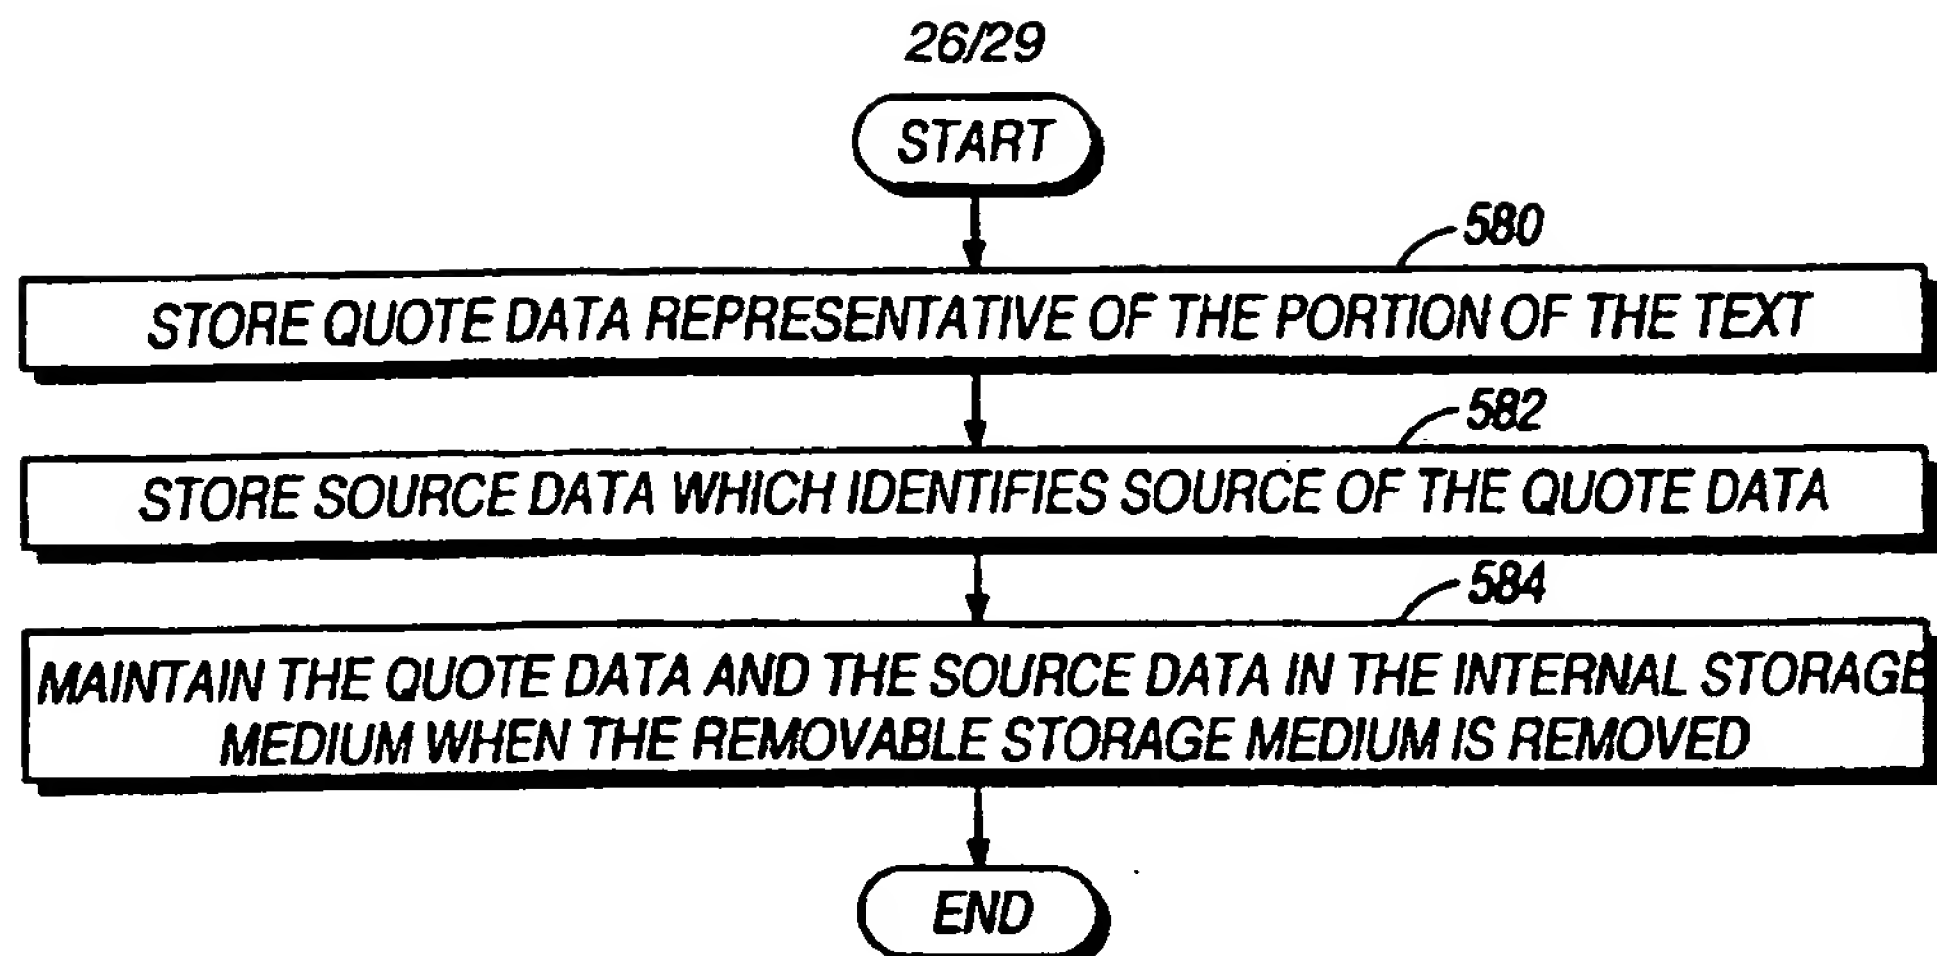 26/29
START
580
STORE QUOTE DATA REPRESENTATIVE OF THE PORTION OF THE TEXT
582
STORE SOURCE DATA WHICH IDENTIFIES SOURCE OF THE QUOTE DATA
584
MAINTAIN THE QUOTE DATA AND THE SOURCE DATA IN THE INTERNAL STORAGE
MEDIUM WHEN THE REMOVABLE STORAGE MEDIUM IS REMOVED
END